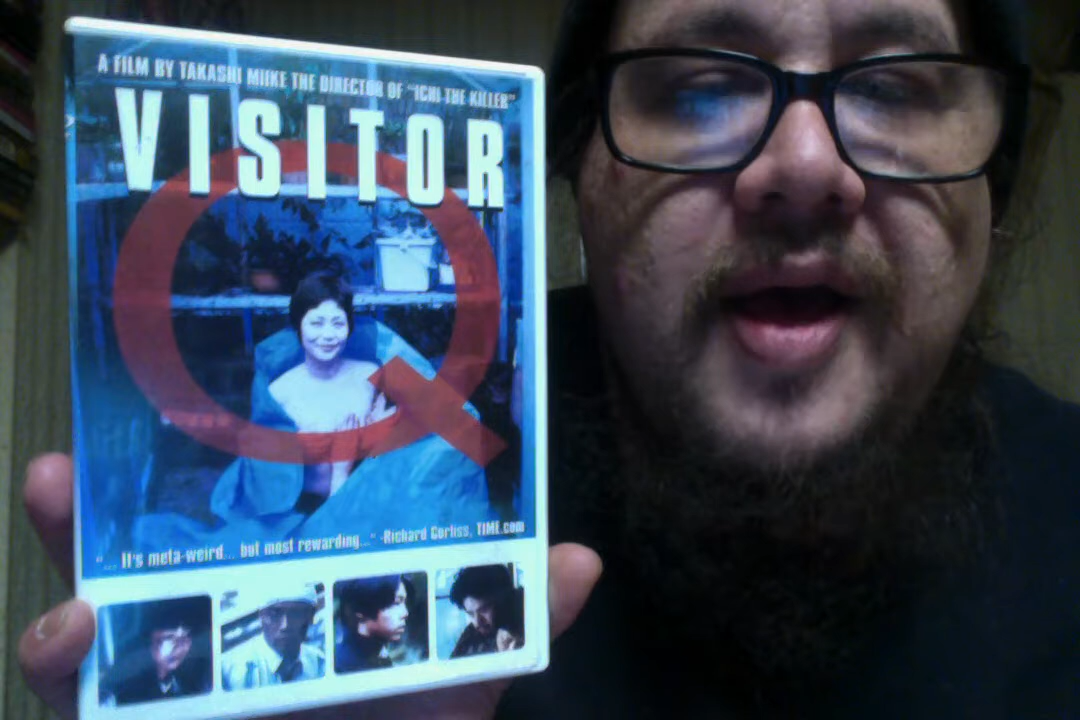 A FILM BY TAKASHI MIIKE THE DIRECTOR OF "ICHI THE KILLER"
VISITOR
Q
"... It's meta-weird... but most rewarding..." -Richard Corliss, TIME.com